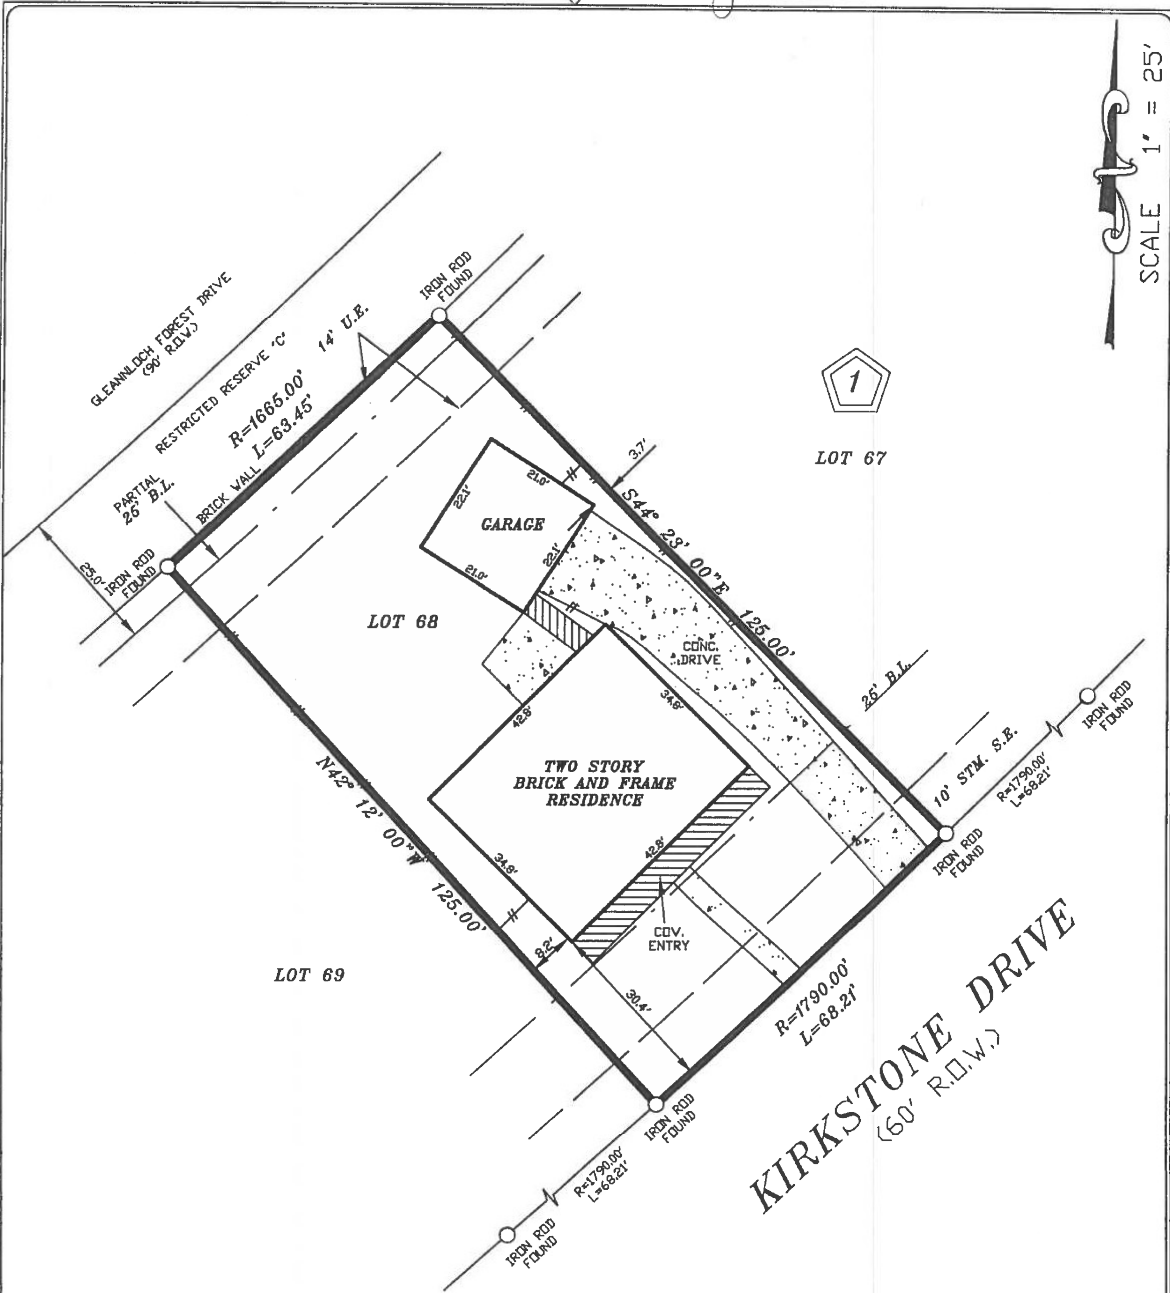 SCALE 1" = 25'
GLEANNLOCH FOREST DRIVE
(90' R.O.W.)
RESTRICTED RESERVE "C"
R=1665.00'
L=63.45'
14' U.E.
IRON ROD
FOUND
PARTIAL
25' B.L.
BRICK WALL
25.0'
IRON ROD
FOUND
1
LOT 67
3.7'
S44° 23' 00"E 125.00'
21.0'
22.1'
GARAGE
22.1'
21.0'
LOT 68
CONC.
DRIVE
25' B.L.
10' STM. S.E.
IRON ROD
FOUND
R=1790.00'
L=68.21'
IRON ROD
FOUND
42.8'
34.9'
TWO STORY
BRICK AND FRAME
RESIDENCE
34.9'
42.8'
N42° 12' 00"W 125.00'
COV.
ENTRY
8.2'
30.4'
LOT 69
R=1790.00'
L=68.21'
KIRKSTONE DRIVE
(60' R.O.W.)
IRON ROD
FOUND
R=1790.00'
L=68.21'
IRON ROD
FOUND